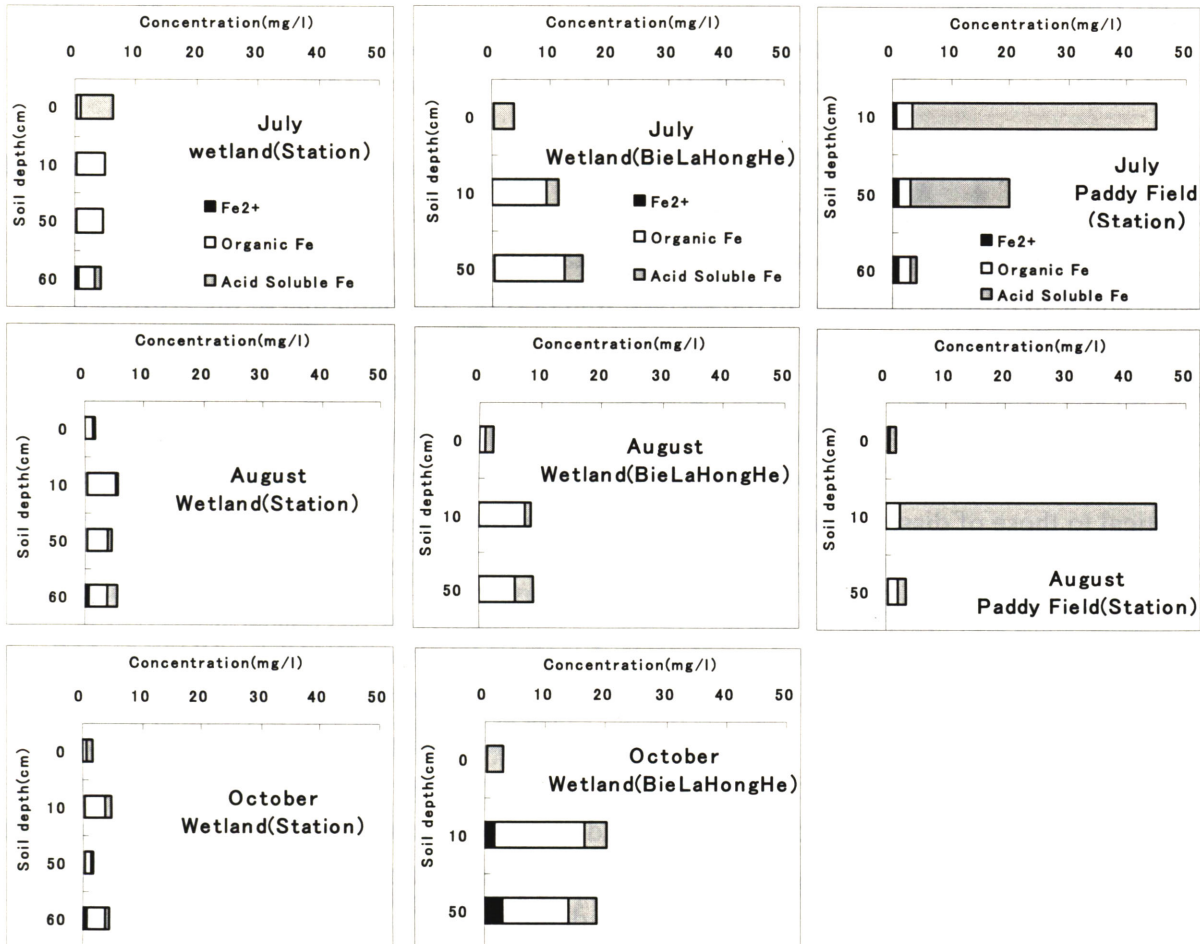 Concentration(mg/l)
0 10 20 30 40 50
Soil depth(cm)
0
10
50
60
July
wetland(Station)
Fe2+
Organic Fe
Acid Soluble Fe
Concentration(mg/l)
0 10 20 30 40 50
Soil depth(cm)
0
10
50
July
Wetland(BieLaHongHe)
Fe2+
Organic Fe
Acid Soluble Fe
Concentration(mg/l)
0 10 20 30 40 50
Soil depth(cm)
10
50
60
July
Paddy Field
(Station)
Fe2+
Organic Fe
Acid Soluble Fe
Concentration(mg/l)
0 10 20 30 40 50
Soil depth(cm)
0
10
50
60
August
Wetland(Station)
Concentration(mg/l)
0 10 20 30 40 50
Soil depth(cm)
0
10
50
August
Wetland(BieLaHongHe)
Concentration(mg/l)
0 10 20 30 40 50
Soil depth(cm)
0
10
50
August
Paddy Field(Station)
Concentration(mg/l)
0 10 20 30 40 50
Soil depth(cm)
0
10
50
60
October
Wetland(Station)
Concentration(mg/l)
0 10 20 30 40 50
Soil depth(cm)
0
10
50
October
Wetland(BieLaHongHe)